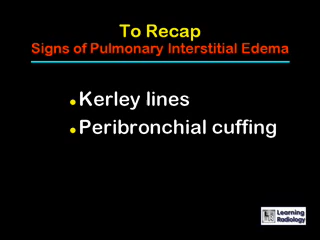 To Recap
Signs of Pulmonary Interstitial Edema
Kerley lines
Peribronchial cuffing
Learning
Radiology